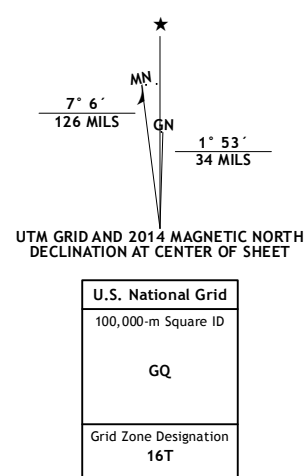 ★
MN
7° 6´
126 MILS
GN
1° 53´
34 MILS
UTM GRID AND 2014 MAGNETIC NORTH
DECLINATION AT CENTER OF SHEET
U.S. National Grid
100,000-m Square ID
GQ
Grid Zone Designation
16T